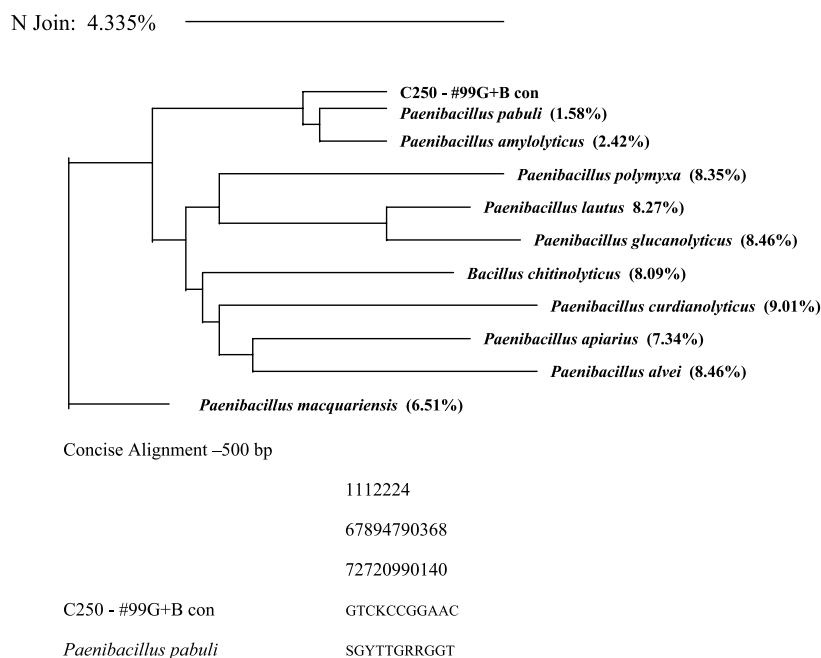 N Join: 4.335%
C250 - #99G+B con
Paenibacillus pabuli (1.58%)
Paenibacillus amylolyticus (2.42%)
Paenibacillus polymyxa (8.35%)
Paenibacillus lautus 8.27%)
Paenibacillus glucanolyticus (8.46%)
Bacillus chitinolyticus (8.09%)
Paenibacillus curdianolyticus (9.01%)
Paenibacillus apiarius (7.34%)
Paenibacillus alvei (8.46%)
Paenibacillus macquariensis (6.51%)
Concise Alignment –500 bp
1112224
67894790368
72720990140
C250 - #99G+B con GTCKCCGGAAC
Paenibacillus pabuli SGYTTGRRGGT